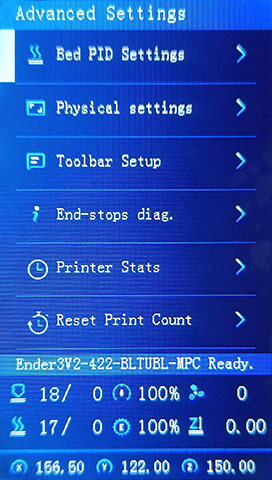 Advanced Settings
Bed PID Settings
Physical settings
Toolbar Setup
End-stops diag.
Printer Stats
Reset Print Count
Ender3V2-422-BLTUBL-MPC Ready.
18/ 0 100% 0
17/ 0 E 100% Z 0.00
X 156.50 Y 122.00 Z 150.00